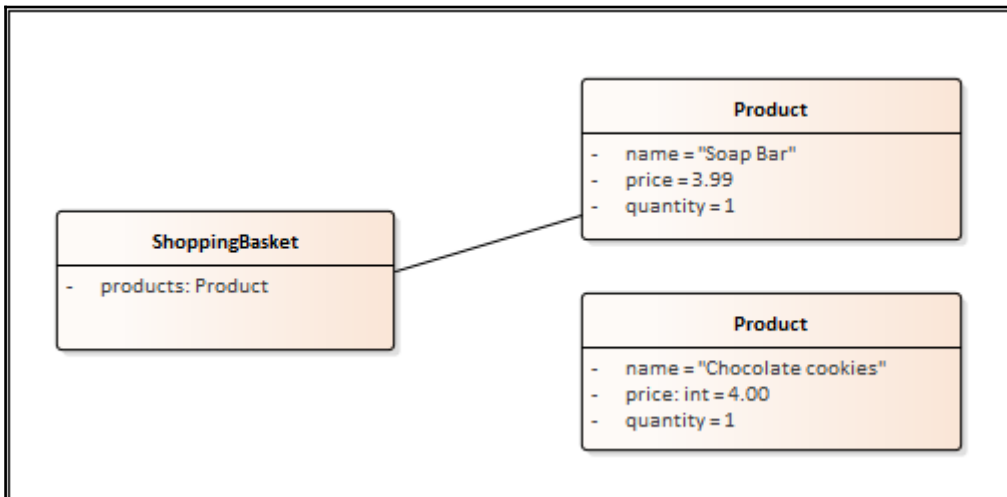 ShoppingBasket
- products: Product
Product
- name = "Soap Bar"
- price = 3.99
- quantity = 1
Product
- name = "Chocolate cookies"
- price: int = 4.00
- quantity = 1